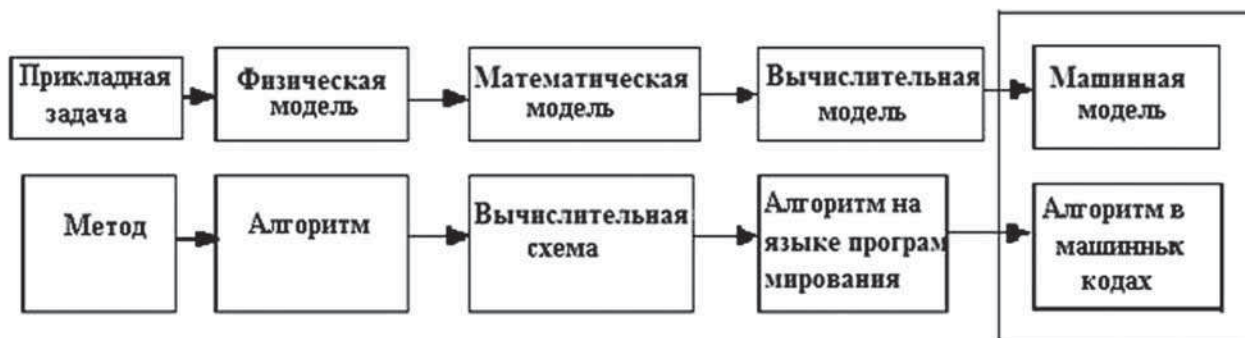 Прикладная
задача
Физическая
модель
Математическая
модель
Вычислительная
модель
Машинная
модель
Метод
Алгоритм
Вычислительная
схема
Алгоритм на
языке програм
мирования
Алгоритм в
машинных
кодах